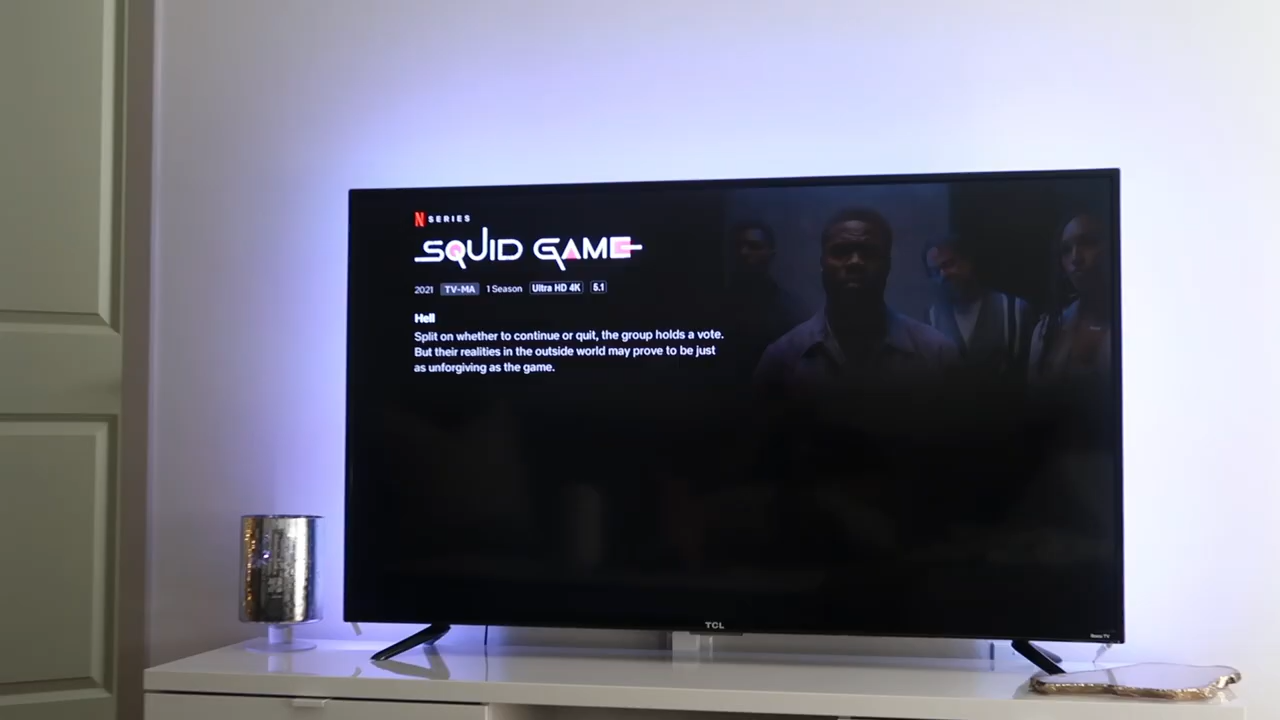 N SERIES
SQUID GAME
2021 TV-MA 1 Season Ultra HD 4K 5.1
Hell
Split on whether to continue or quit, the group holds a vote.
But their realities in the outside world may prove to be just
as unforgiving as the game.
TCL
Roku TV